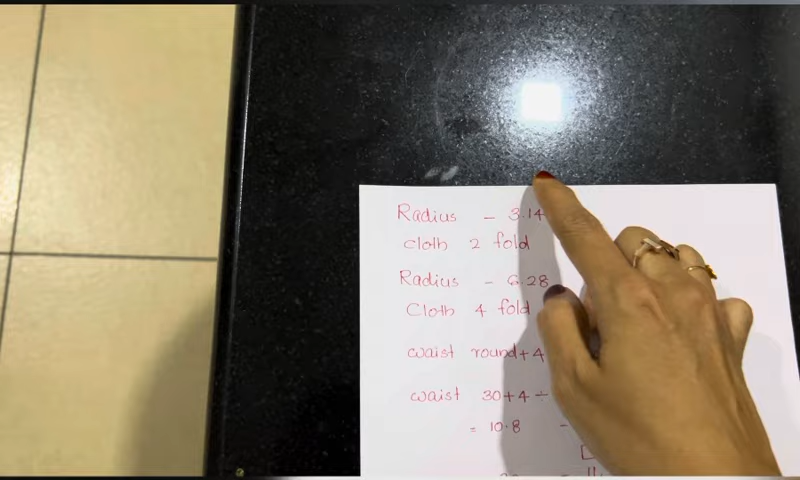 Radius - 3.14
Cloth 2 fold
Radius - 6.28
Cloth 4 fold
waist round+4
waist 30+4 ÷
= 10.8 -